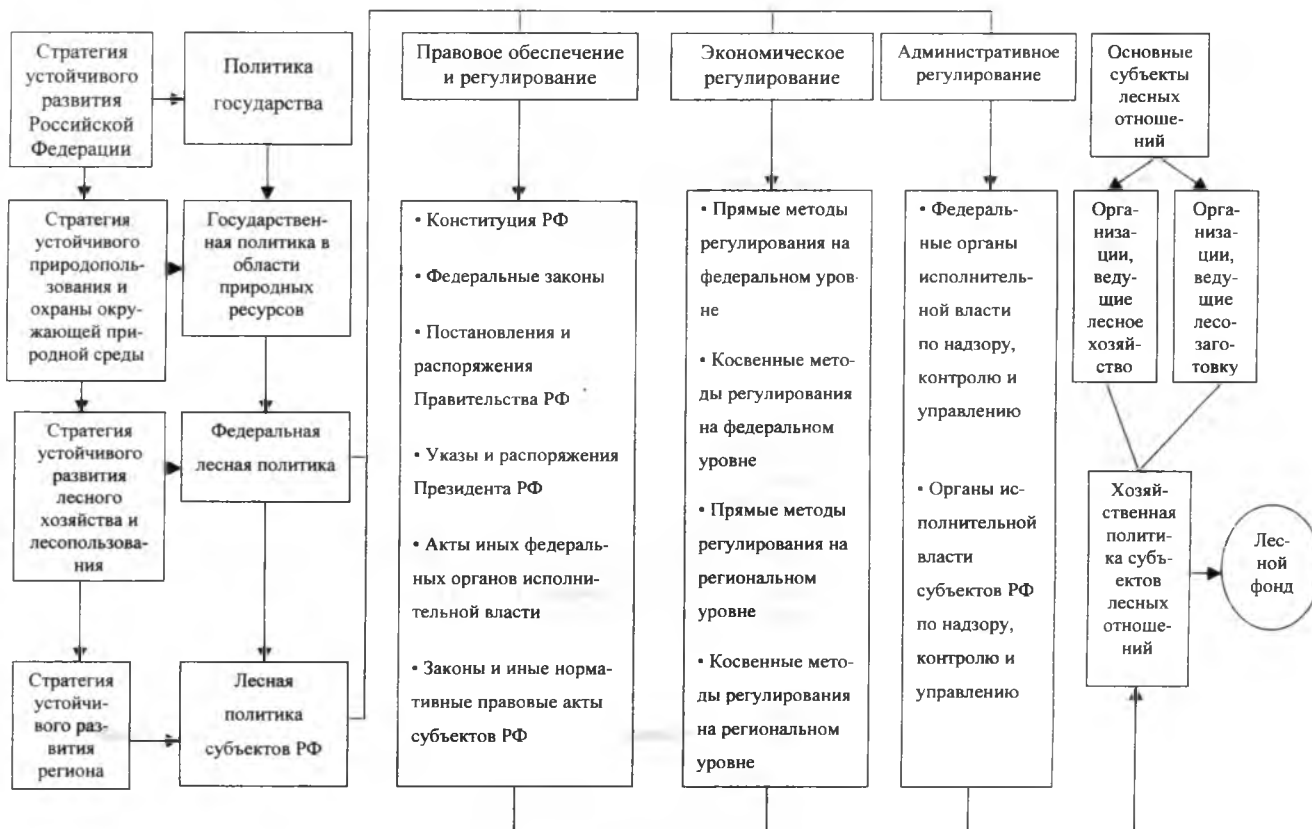 Стратегия
устойчивого
развития
Российской
Федерации
Политика
государства
Стратегия
устойчивого
природополь-
зования и
охраны окру-
жающей при-
родной среды
Государствен-
ная политика в
области
природных
ресурсов
Стратегия
устойчивого
развития
лесного
хозяйства и
лесопользова-
ния
Федеральная
лесная политика
Стратегия
устойчи-
вого раз-
вития
региона
Лесная
политика
субъектов РФ
Правовое обеспечение
и регулирование
• Конституция РФ
• Федеральные законы
• Постановления и
распоряжения
Правительства РФ
• Указы и распоряжения
Президента РФ
• Акты иных федераль-
ных органов исполни-
тельной власти
• Законы и иные норма-
тивные правовые акты
субъектов РФ
Экономическое
регулирование
• Прямые методы
регулирования на
федеральном уров-
не
• Косвенные мето-
ды регулирования
на федеральном
уровне
• Прямые методы
регулирования на
региональном
уровне
• Косвенные мето-
ды регулирования
на региональном
уровне
Административное
регулирование
• Федераль-
ные органы
исполнитель-
ной власти
по надзору,
контролю и
управлению
• Органы ис-
полнительной
власти
субъектов РФ
по надзору,
контролю и
управлению
Основные
субъекты
лесных
отноше-
ний
Орга-
низа-
ции,
веду-
щие
лесное
хозяй-
ство
Орга-
низа-
ции,
веду-
щие
лесо-
заго-
товку
Хозяй-
ственная
полити-
ка субъ-
ектов
лесных
отноше-
ний
Лес-
ной
фонд